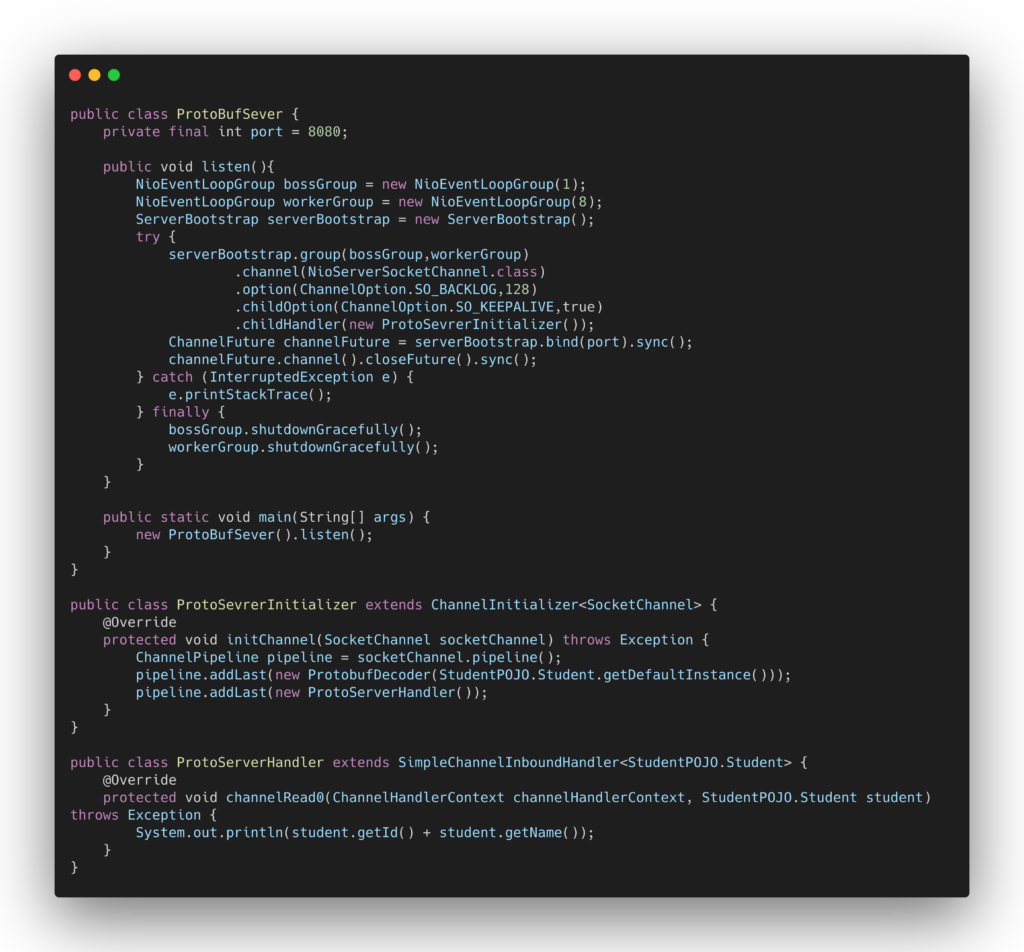 public class ProtoBufSever {
    private final int port = 8080;

    public void listen(){
        NioEventLoopGroup bossGroup = new NioEventLoopGroup(1);
        NioEventLoopGroup workerGroup = new NioEventLoopGroup(8);
        ServerBootstrap serverBootstrap = new ServerBootstrap();
        try {
            serverBootstrap.group(bossGroup,workerGroup)
                    .channel(NioServerSocketChannel.class)
                    .option(ChannelOption.SO_BACKLOG,128)
                    .childOption(ChannelOption.SO_KEEPALIVE,true)
                    .childHandler(new ProtoSevrerInitializer());
            ChannelFuture channelFuture = serverBootstrap.bind(port).sync();
            channelFuture.channel().closeFuture().sync();
        } catch (InterruptedException e) {
            e.printStackTrace();
        } finally {
            bossGroup.shutdownGracefully();
            workerGroup.shutdownGracefully();
        }
    }

    public static void main(String[] args) {
        new ProtoBufSever().listen();
    }
}

public class ProtoSevrerInitializer extends ChannelInitializer<SocketChannel> {
    @Override
    protected void initChannel(SocketChannel socketChannel) throws Exception {
        ChannelPipeline pipeline = socketChannel.pipeline();
        pipeline.addLast(new ProtobufDecoder(StudentPOJO.Student.getDefaultInstance()));
        pipeline.addLast(new ProtoServerHandler());
    }
}

public class ProtoServerHandler extends SimpleChannelInboundHandler<StudentPOJO.Student> {
    @Override
    protected void channelRead0(ChannelHandlerContext channelHandlerContext, StudentPOJO.Student student)
throws Exception {
        System.out.println(student.getId() + student.getName());
    }
}